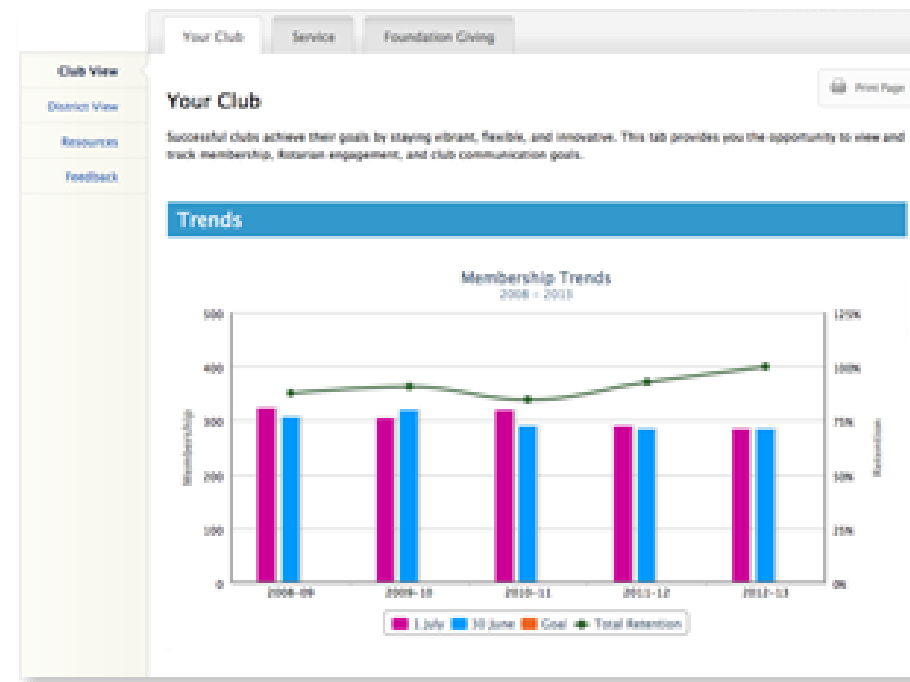 Your Club
Service
Foundation Giving
Club View
District View
Resources
Feedback
Print Page
Your Club
Successful clubs achieve their goals by staying vibrant, flexible, and innovative. This tab provides you the opportunity to view and
track membership, Rotarian engagement, and club communication goals.
Trends
Membership Trends
2008 - 2013
500
400
300
200
100
0
Membership
125%
100%
75%
50%
25%
0%
Retention
2008-09
2009-10
2010-11
2011-12
2012-13
1 July
30 June
Goal
Total Retention